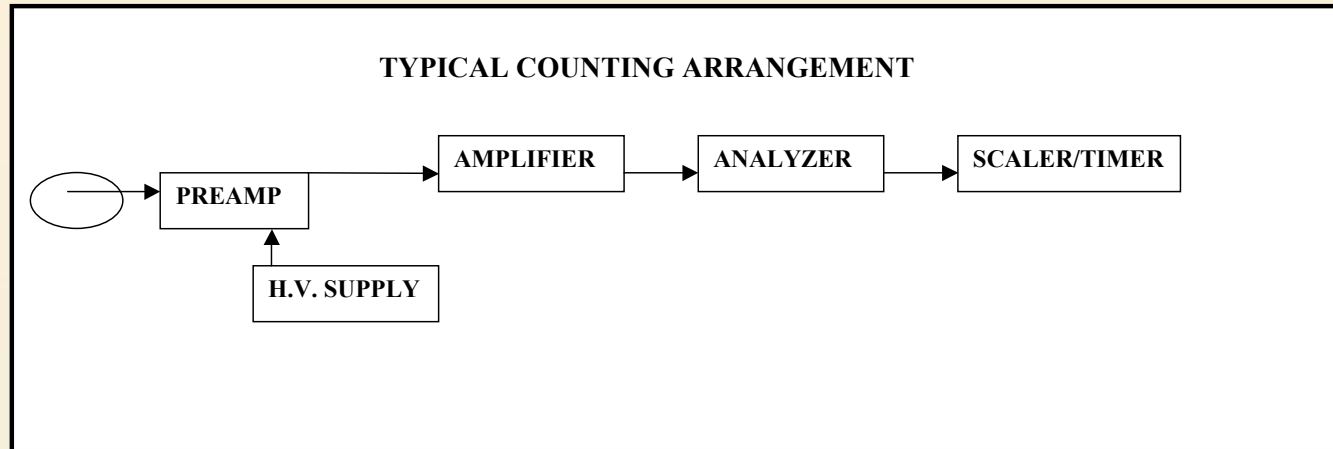 TYPICAL COUNTING ARRANGEMENT
AMPLIFIER
ANALYZER
SCALER/TIMER
PREAMP
H.V. SUPPLY